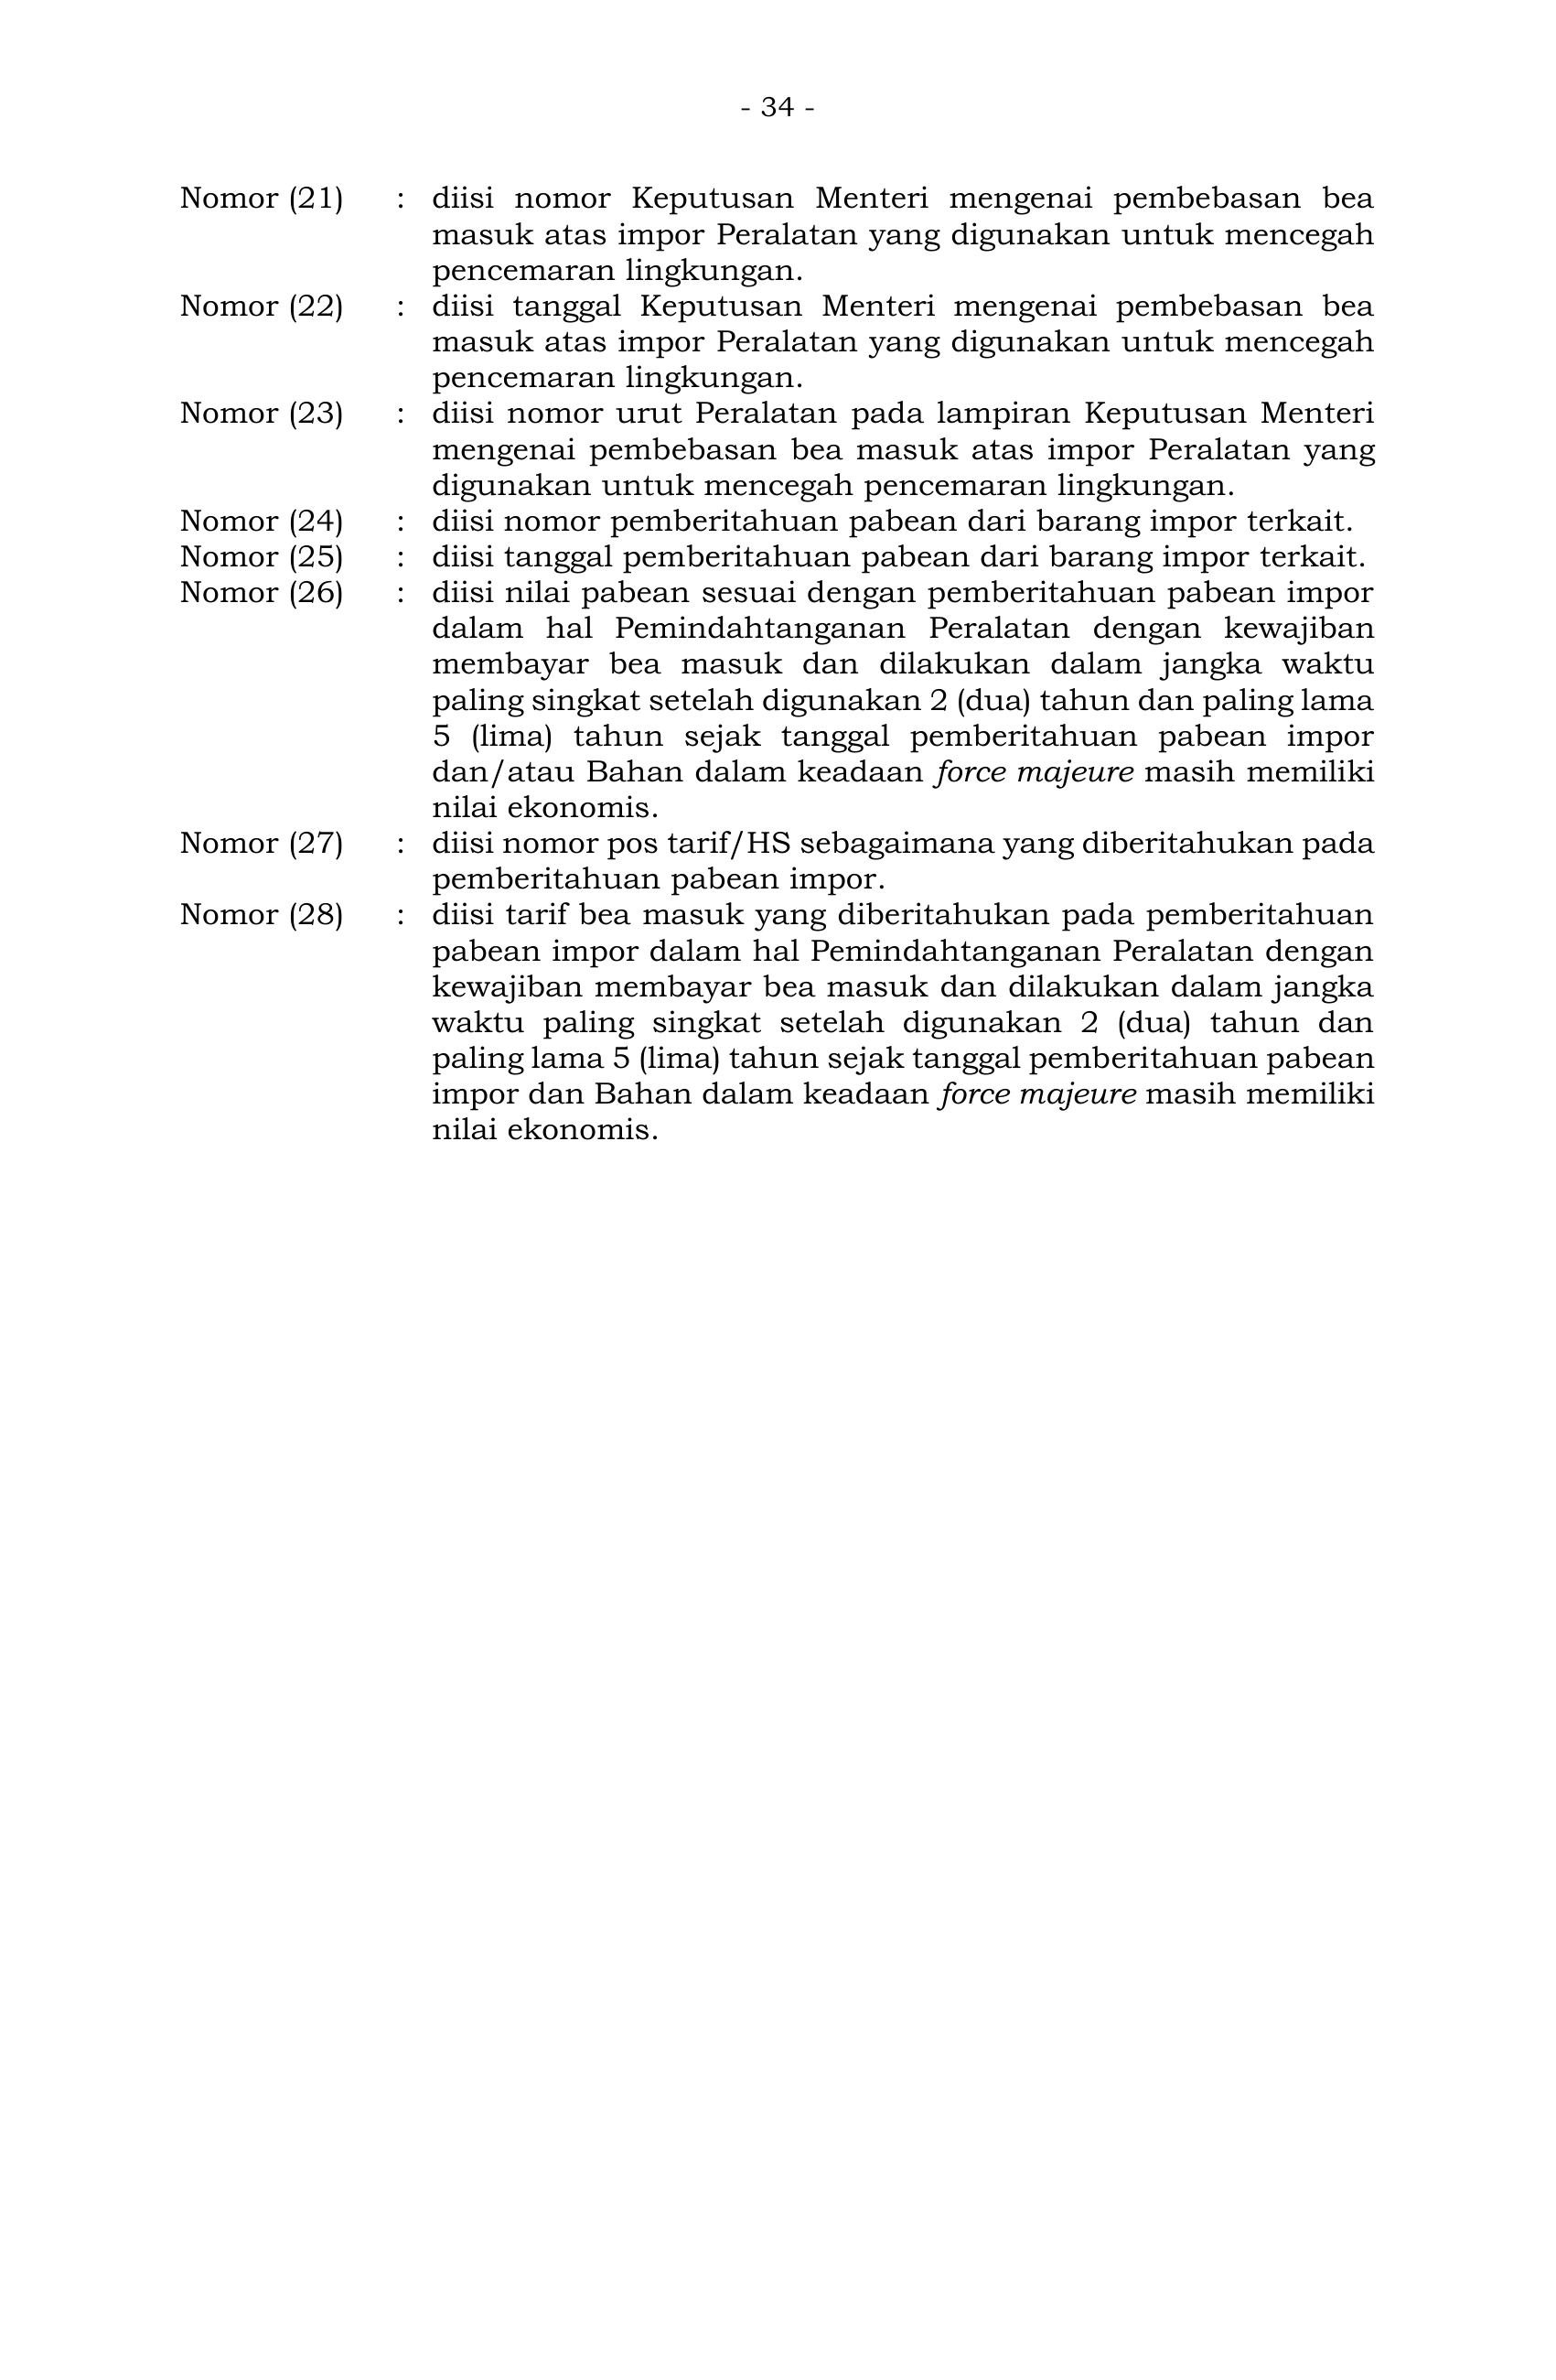 - 34 -
Nomor (21) : diisi nomor Keputusan Menteri mengenai pembebasan bea
masuk atas impor Peralatan yang digunakan untuk mencegah
pencemaran lingkungan.
Nomor (22) : diisi tanggal Keputusan Menteri mengenai pembebasan bea
masuk atas impor Peralatan yang digunakan untuk mencegah
pencemaran lingkungan.
Nomor (23) : diisi nomor urut Peralatan pada lampiran Keputusan Menteri
mengenai pembebasan bea masuk atas impor Peralatan yang
digunakan untuk mencegah pencemaran lingkungan.
Nomor (24) : diisi nomor pemberitahuan pabean dari barang impor terkait.
Nomor (25) : diisi tanggal pemberitahuan pabean dari barang impor terkait.
Nomor (26) : diisi nilai pabean sesuai dengan pemberitahuan pabean impor
dalam hal Pemindahtanganan Peralatan dengan kewajiban
membayar bea masuk dan dilakukan dalam jangka waktu
paling singkat setelah digunakan 2 (dua) tahun dan paling lama
5 (lima) tahun sejak tanggal pemberitahuan pabean impor
dan/atau Bahan dalam keadaan force majeure masih memiliki
nilai ekonomis.
Nomor (27) : diisi nomor pos tarif/HS sebagaimana yang diberitahukan pada
pemberitahuan pabean impor.
Nomor (28) : diisi tarif bea masuk yang diberitahukan pada pemberitahuan
pabean impor dalam hal Pemindahtanganan Peralatan dengan
kewajiban membayar bea masuk dan dilakukan dalam jangka
waktu paling singkat setelah digunakan 2 (dua) tahun dan
paling lama 5 (lima) tahun sejak tanggal pemberitahuan pabean
impor dan Bahan dalam keadaan force majeure masih memiliki
nilai ekonomis.